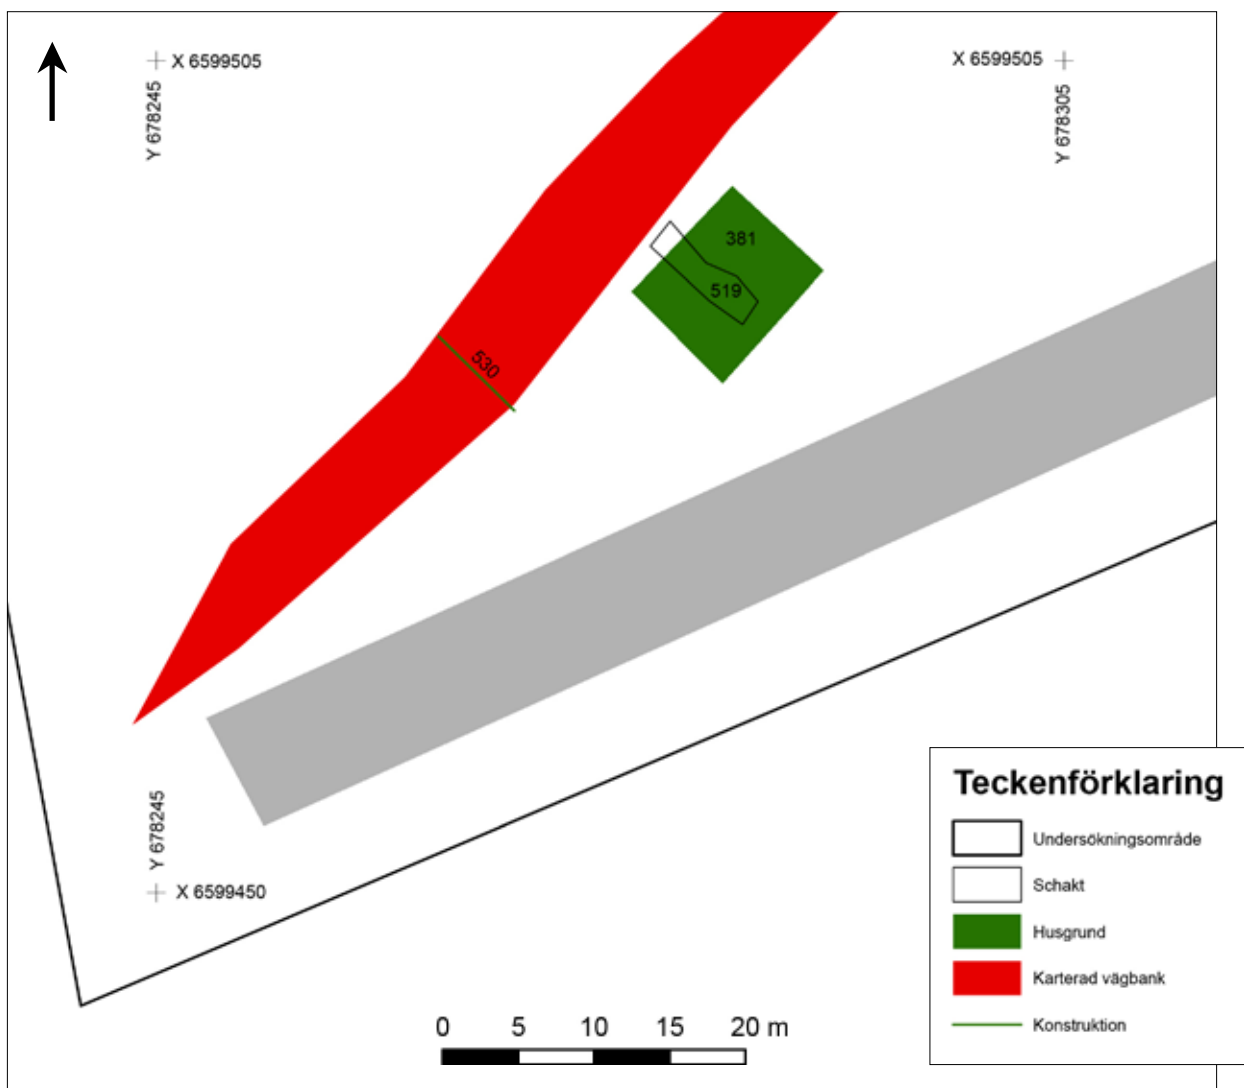 X 6599505
X 6599505
Y 678245
Y 678305
381
519
530
Y 678245
X 6599450
Teckenförklaring
Undersökningsområde
Schakt
Husgrund
Karterad vägbank
Konstruktion
0 5 10 15 20 m